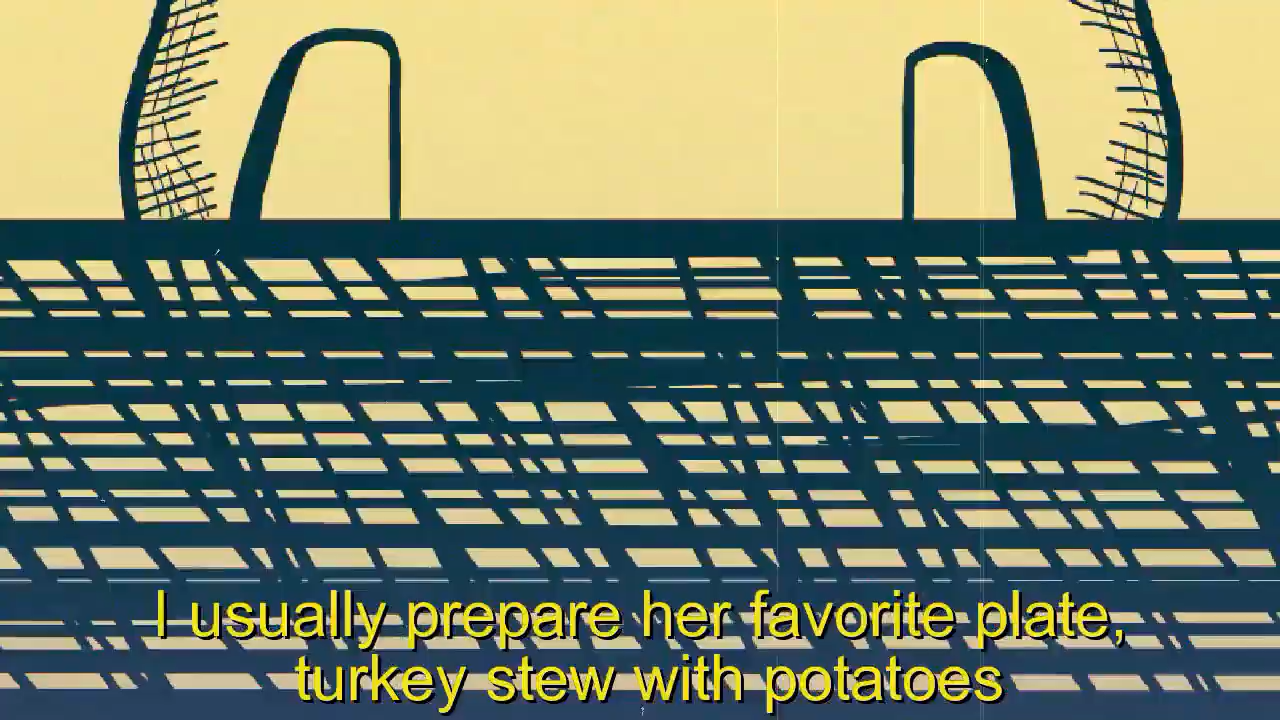 I usually prepare her favorite plate,
turkey stew with potatoes